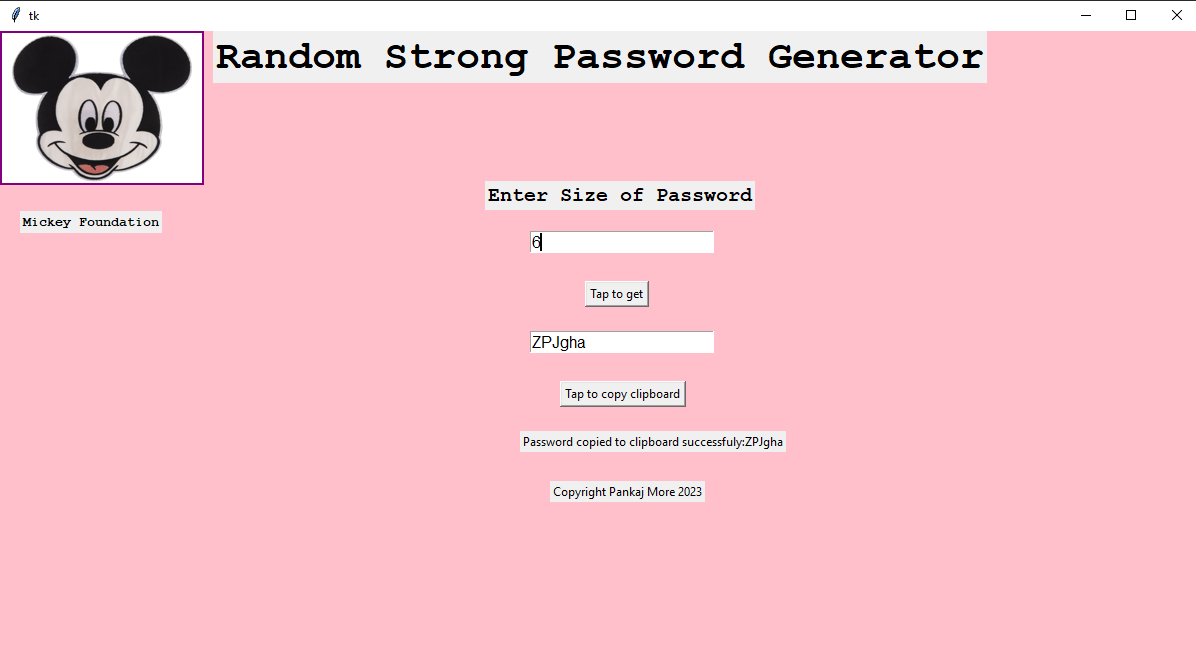 tk
Random Strong Password Generator
Enter Size of Password
Mickey Foundation
6
Tap to get
ZPJgha
Tap to copy clipboard
Password copied to clipboard successfuly:ZPJgha
Copyright Pankaj More 2023